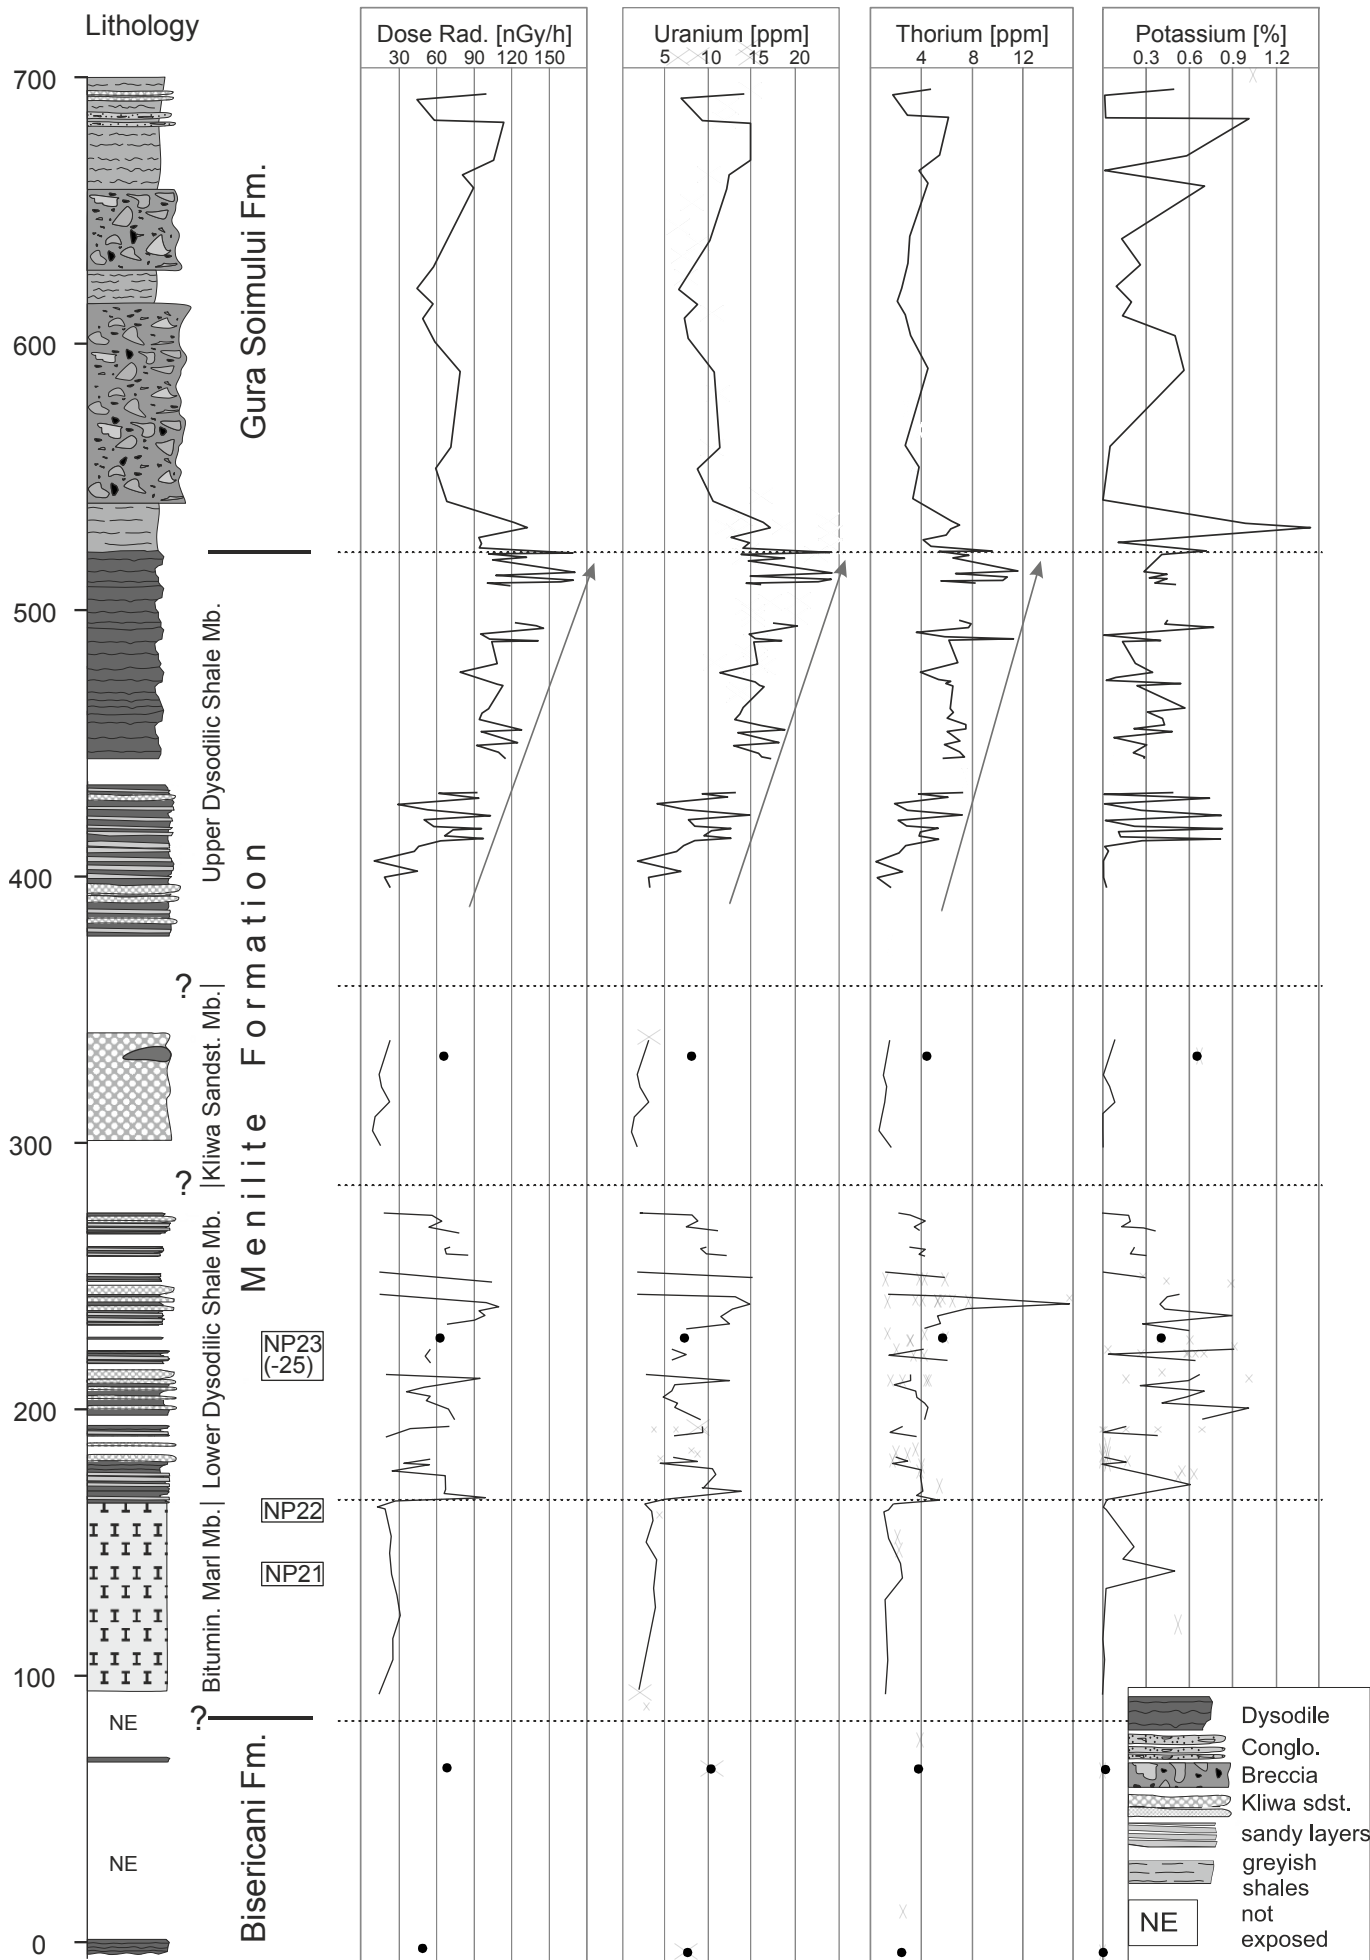 Lithology
Dose Rad. [nGy/h]
30 60 90 120 150
Uranium [ppm]
5 10 15 20
Thorium [ppm]
4 8 12
Potassium [%]
0.3 0.6 0.9 1.2
700
600
500
400
300
200
100
0
Gura Soimului Fm.
Menilite Formation
Bisericani Fm.
Upper Dysodilic Shale Mb.
?
Kliwa Sandst. Mb.
?
Lower Dysodilic Shale Mb.
Bitumin. Marl Mb.
?
NP23
(-25)
NP22
NP21
NE
NE
Dysodile
Conglo.
Breccia
Kliwa sdst.
sandy layers
greyish
shales
NE
not
exposed